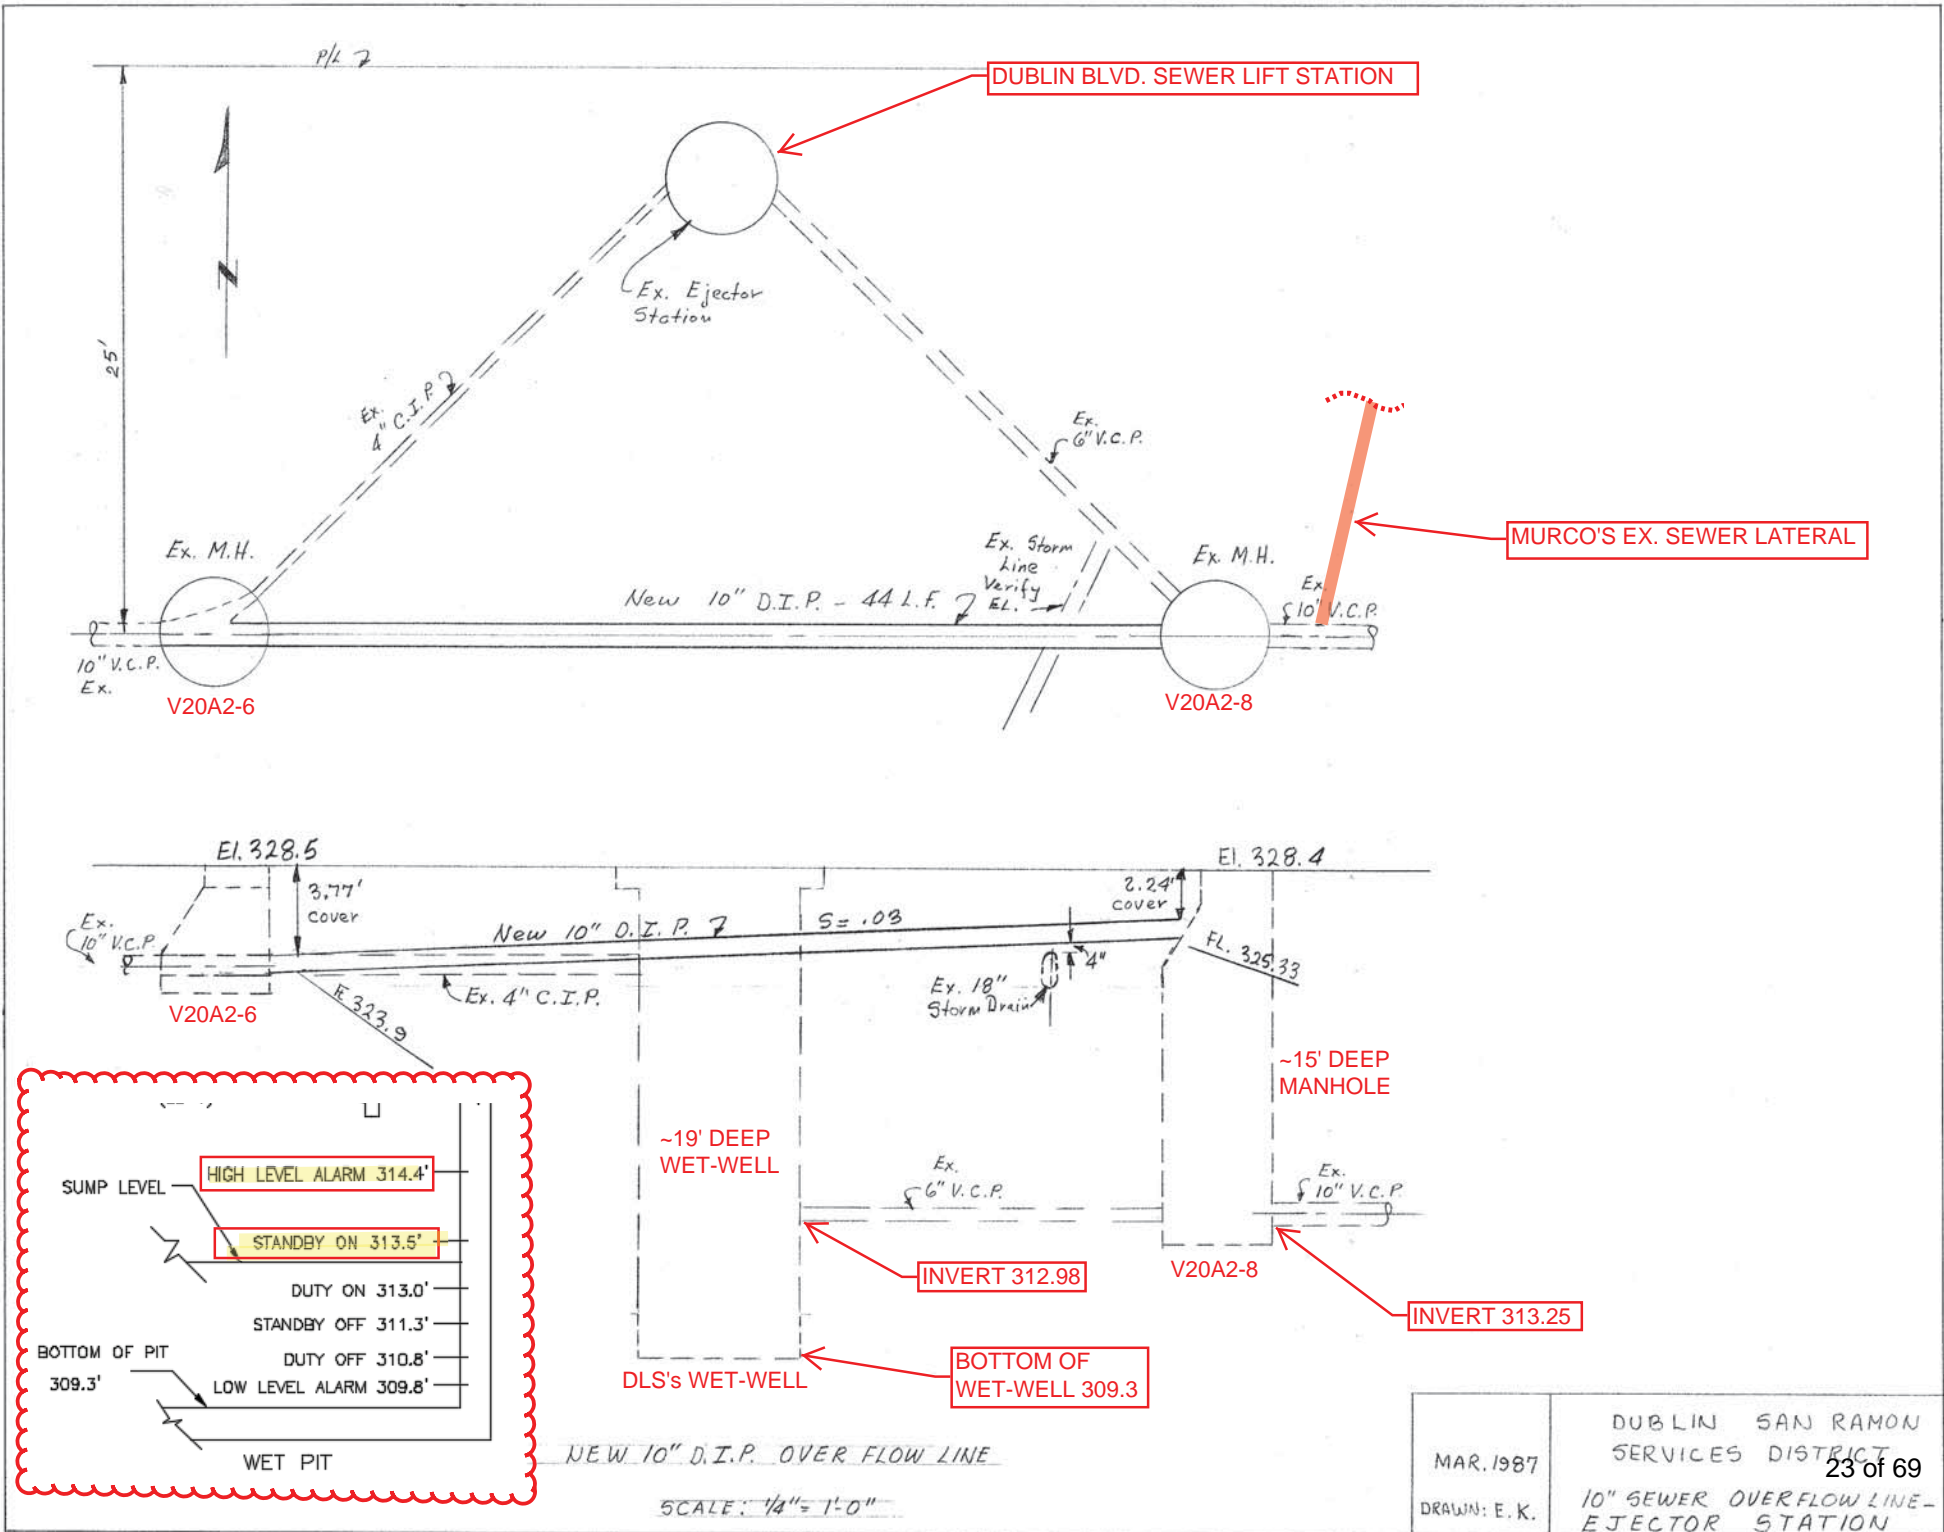 P/L
DUBLIN BLVD. SEWER LIFT STATION
25'
Ex. Ejector
Station
Ex.
4" C.I.P.
Ex.
6" V.C.P.
MURCO'S EX. SEWER LATERAL
Ex. M.H.
Ex. Storm
Line
Verify
EL.
Ex. M.H.
New 10" D.I.P. - 44 L.F.
Ex.
10" V.C.P.
10" V.C.P.
Ex.
V20A2-6
V20A2-8
El. 328.5
El. 328.4
3.77'
cover
2.24'
cover
Ex.
10" V.C.P.
New 10" D.I.P.
S= .03
FL. 325.33
4"
Ex. 4" C.I.P.
Ex. 18"
Storm Drain
V20A2-6
323.9
~15' DEEP
MANHOLE
~19' DEEP
WET-WELL
HIGH LEVEL ALARM 314.4'
SUMP LEVEL
STANDBY ON 313.5'
DUTY ON 313.0'
STANDBY OFF 311.3'
BOTTOM OF PIT
309.3'
DUTY OFF 310.8'
LOW LEVEL ALARM 309.8'
WET PIT
Ex.
6" V.C.P.
Ex.
10" V.C.P.
INVERT 312.98
V20A2-8
INVERT 313.25
BOTTOM OF
WET-WELL 309.3
DLS's WET-WELL
NEW 10" D.I.P. OVER FLOW LINE
SCALE: 1/4" = 1'-0"
MAR. 1987
DRAWN: E.K.
DUBLIN SAN RAMON
SERVICES DISTRICT
23 of 69
10" SEWER OVERFLOW LINE-
EJECTOR STATION